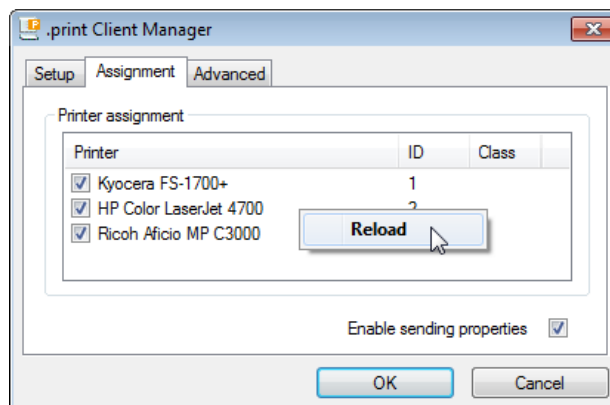 .print Client Manager
Setup Assignment Advanced
Printer assignment
Printer ID Class
Kyocera FS-1700+ 1
HP Color LaserJet 4700 2
Ricoh Aficio MP C3000
Reload
Enable sending properties
OK Cancel